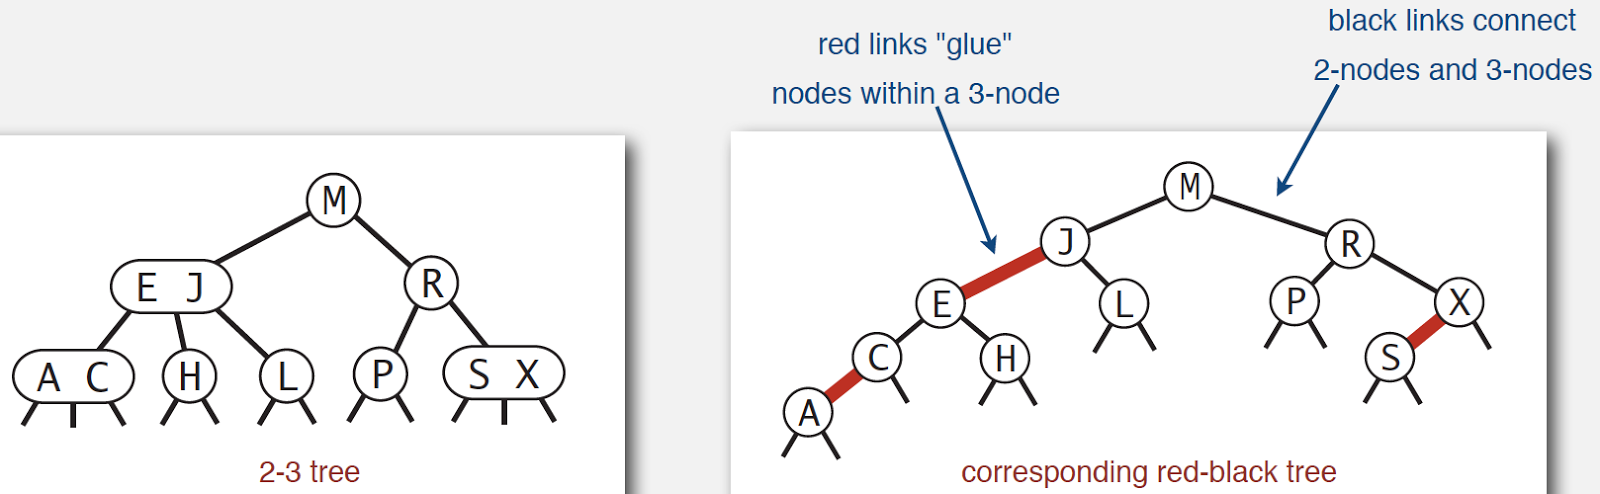 red links "glue"
nodes within a 3-node
black links connect
2-nodes and 3-nodes
M
E J
R
A C
H
L
P
S X
2-3 tree
M
J
R
E
L
P
X
C
H
S
A
corresponding red-black tree